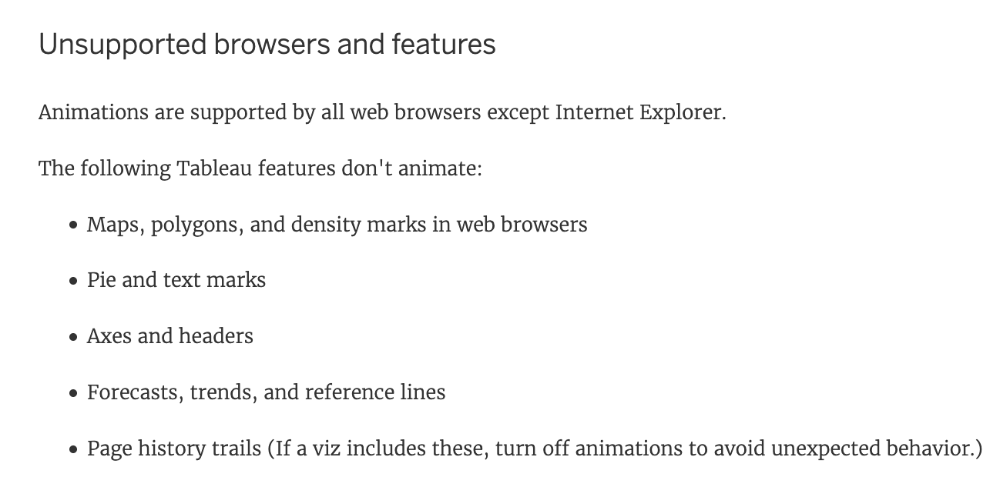 Unsupported browsers and features
Animations are supported by all web browsers except Internet Explorer.
The following Tableau features don't animate:
• Maps, polygons, and density marks in web browsers
• Pie and text marks
• Axes and headers
• Forecasts, trends, and reference lines
• Page history trails (If a viz includes these, turn off animations to avoid unexpected behavior.)